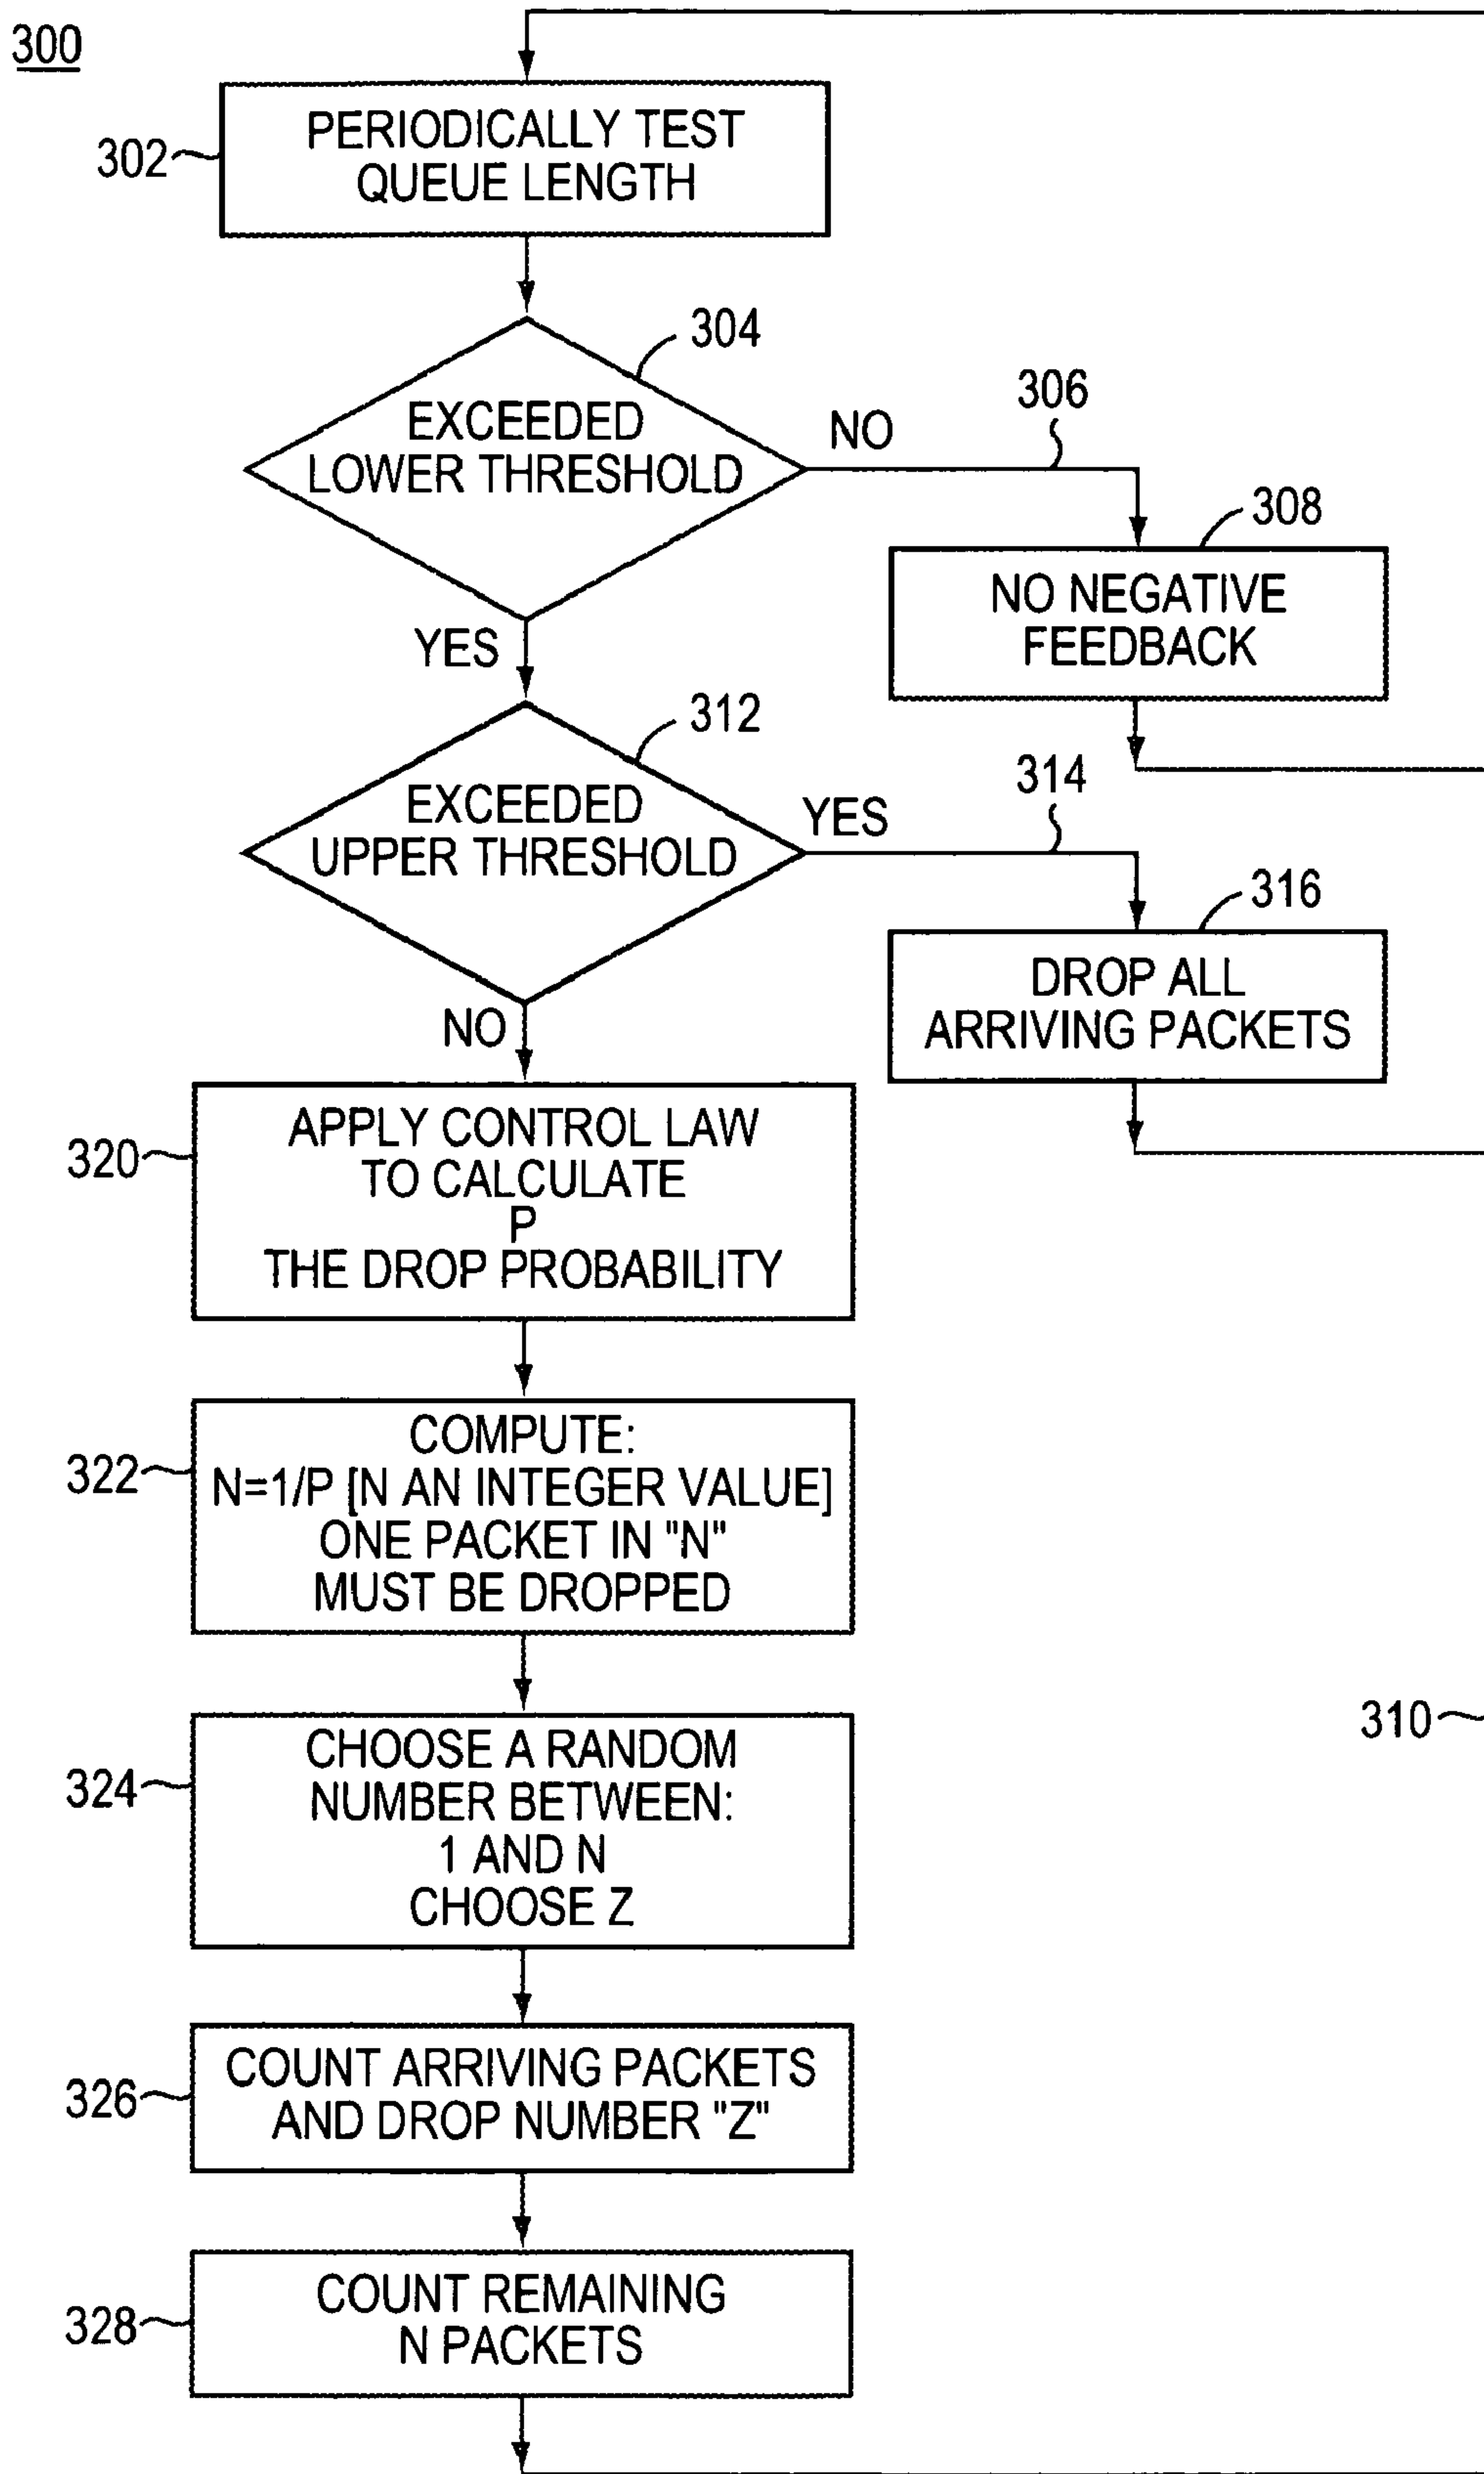 300
302
PERIODICALLY TEST
QUEUE LENGTH
304
EXCEEDED
LOWER THRESHOLD
NO
306
308
NO NEGATIVE
FEEDBACK
YES
312
EXCEEDED
UPPER THRESHOLD
YES
314
316
DROP ALL
ARRIVING PACKETS
NO
320
APPLY CONTROL LAW
TO CALCULATE
P
THE DROP PROBABILITY
322
COMPUTE:
N=1/P [N AN INTEGER VALUE]
ONE PACKET IN "N"
MUST BE DROPPED
310
324
CHOOSE A RANDOM
NUMBER BETWEEN:
1 AND N
CHOOSE Z
326
COUNT ARRIVING PACKETS
AND DROP NUMBER "Z"
328
COUNT REMAINING
N PACKETS